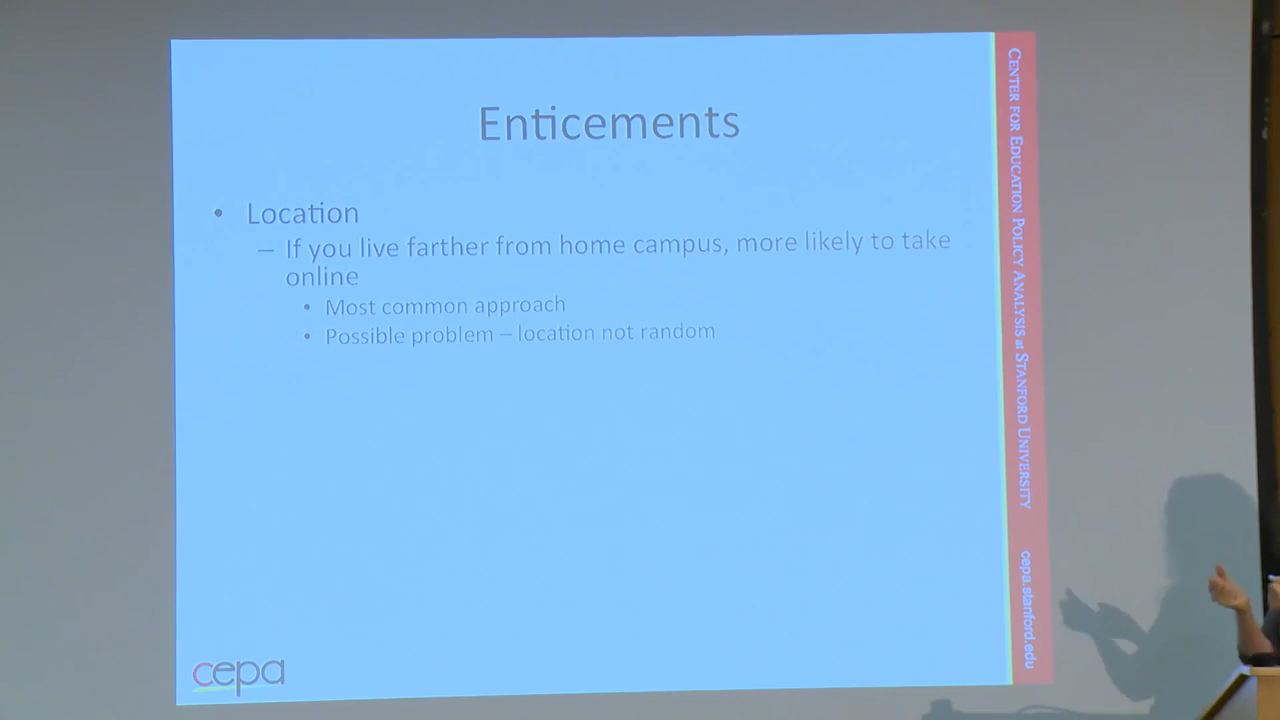 Enticements
• Location
– If you live farther from home campus, more likely to take
online
• Most common approach
• Possible problem – location not random
CENTER FOR EDUCATION POLICY ANALYSIS at STANFORD UNIVERSITY
cepa.stanford.edu
cepa